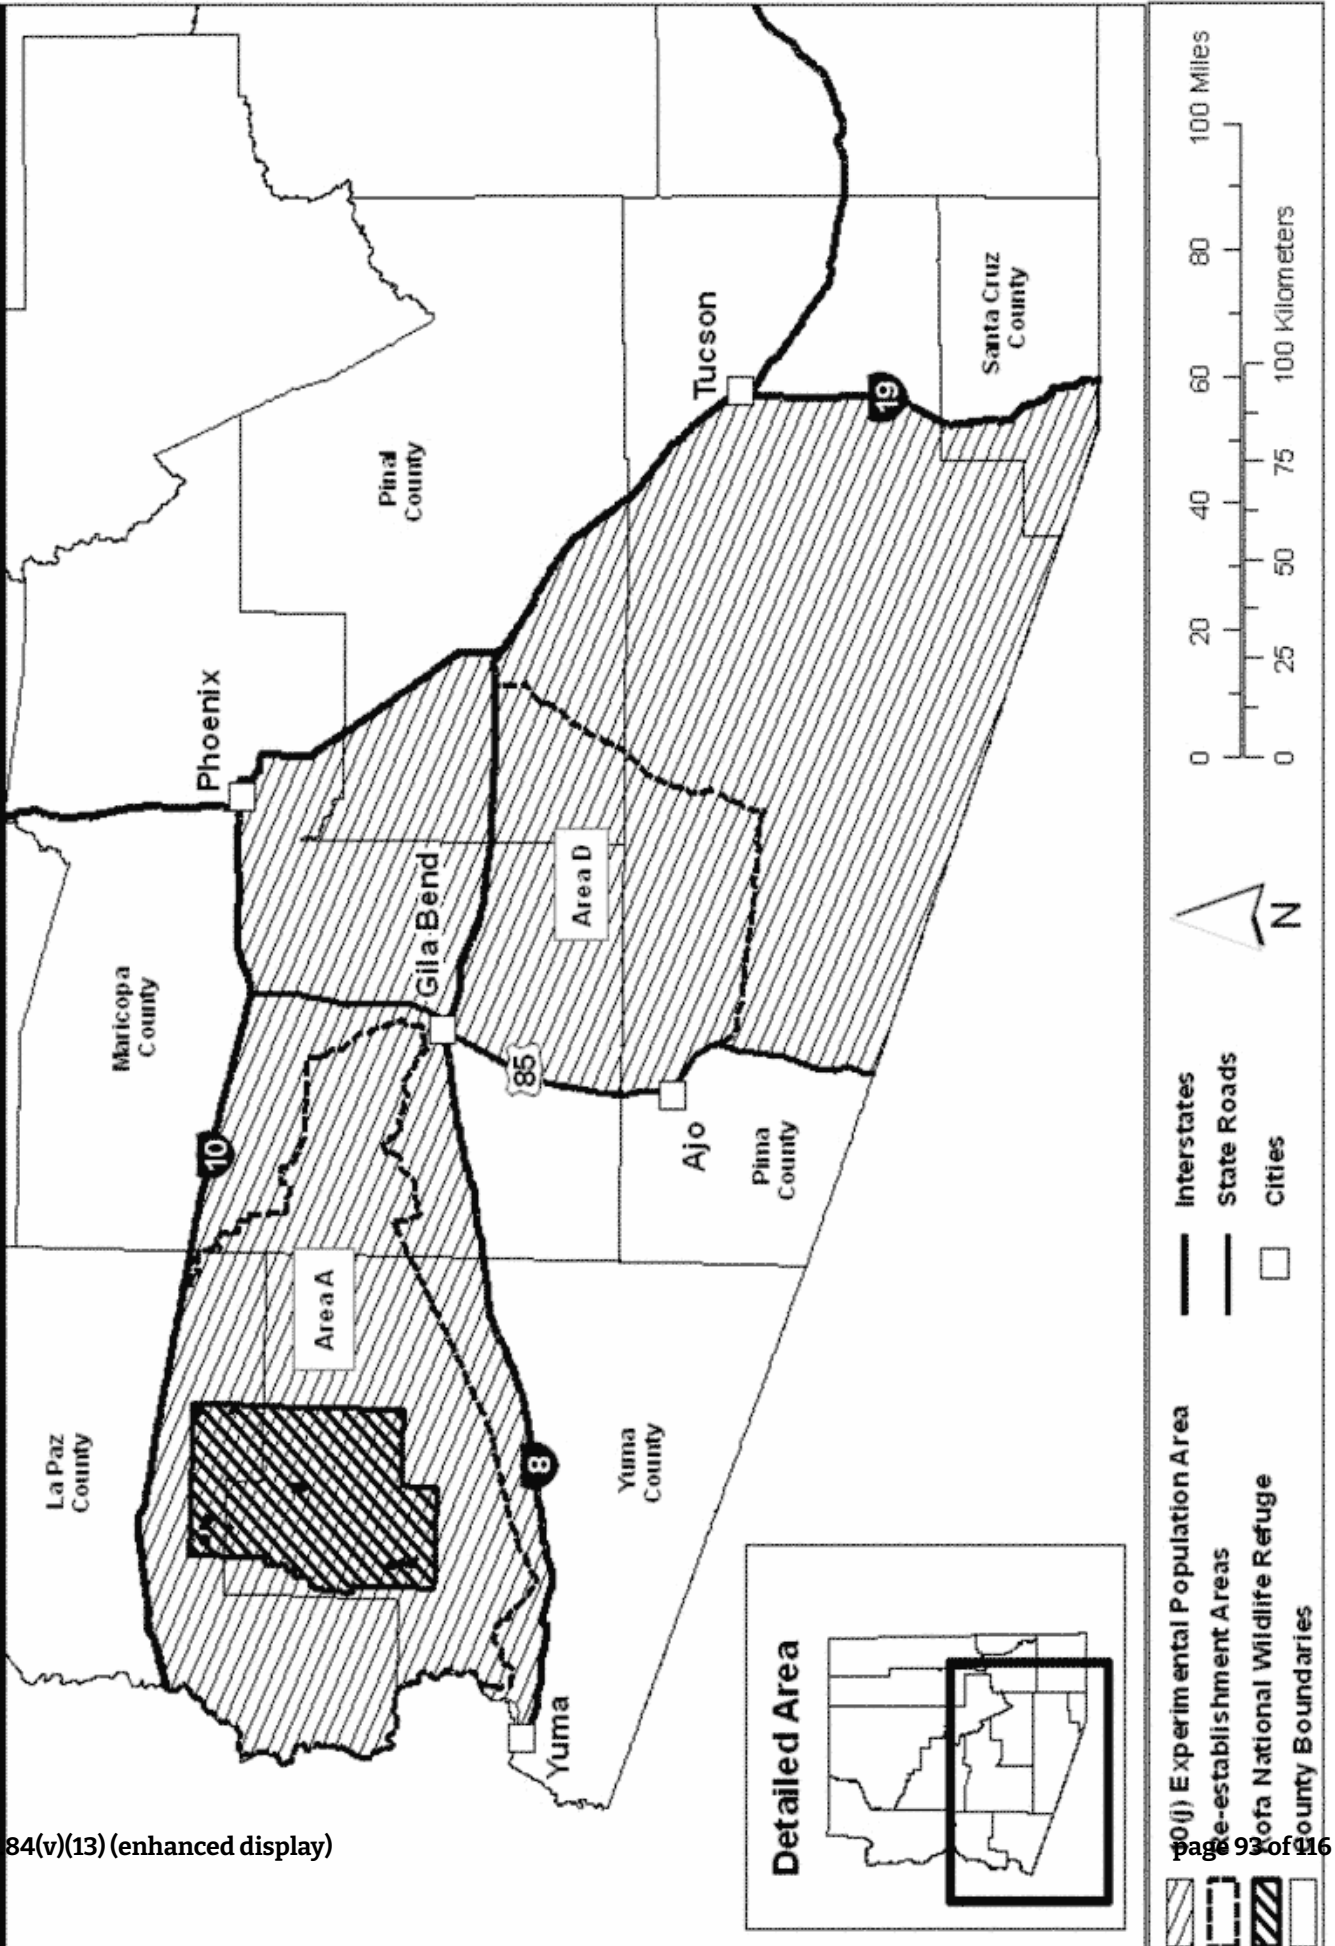 La Paz
County
Maricopa
County
Phoenix
Pinal
County
10
Area A
Gila Bend
Area D
85
Tucson
19
Santa Cruz
County
8
Yuma
County
Ajo
Pima
County
Yuma
Detailed Area
10(j) Experimental Population Area
Re-establishment Areas
Kofa National Wildlife Refuge
County Boundaries
Interstates
State Roads
Cities
N
0 20 40 60 80 100 Miles
0 25 50 75 100 Kilometers
84(v)(13) (enhanced display)
page 93 of 116